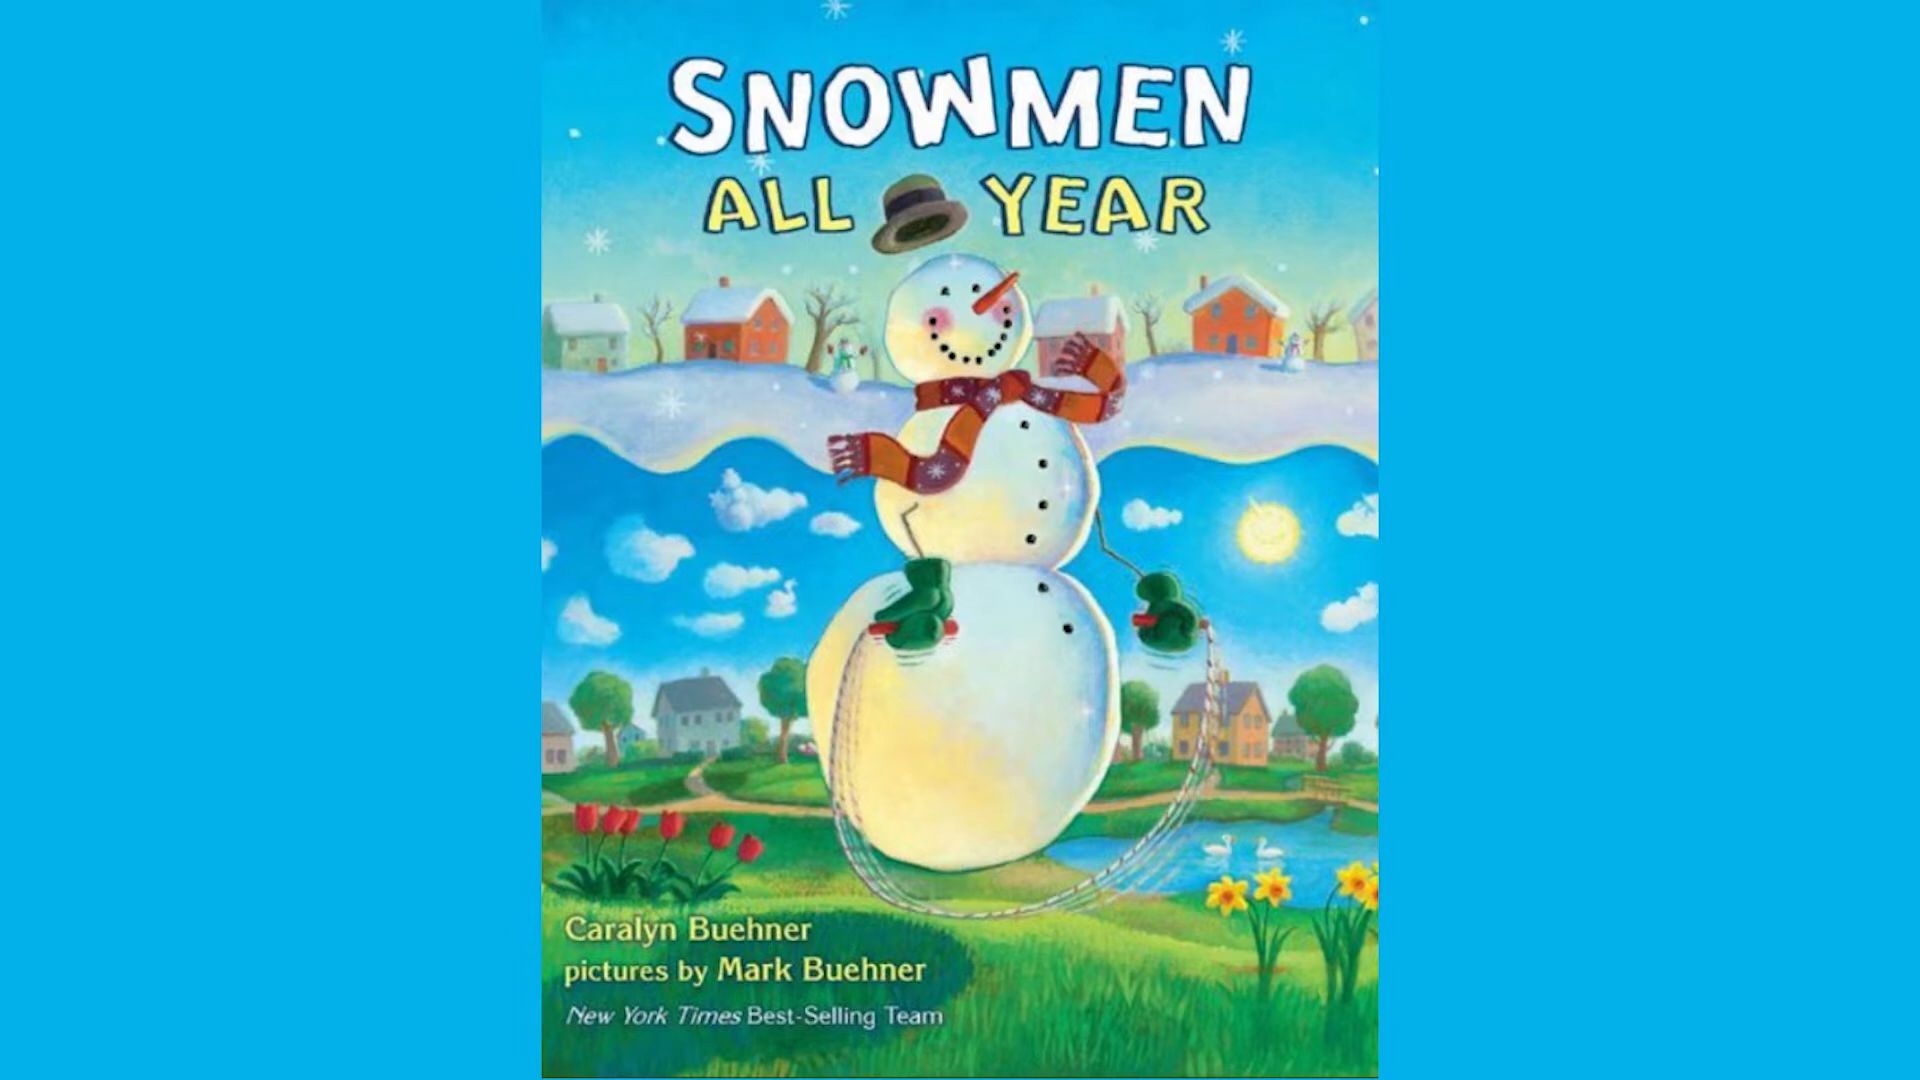 SNOWMEN
ALL YEAR
Caralyn Buehner
pictures by Mark Buehner
New York Times Best-Selling Team